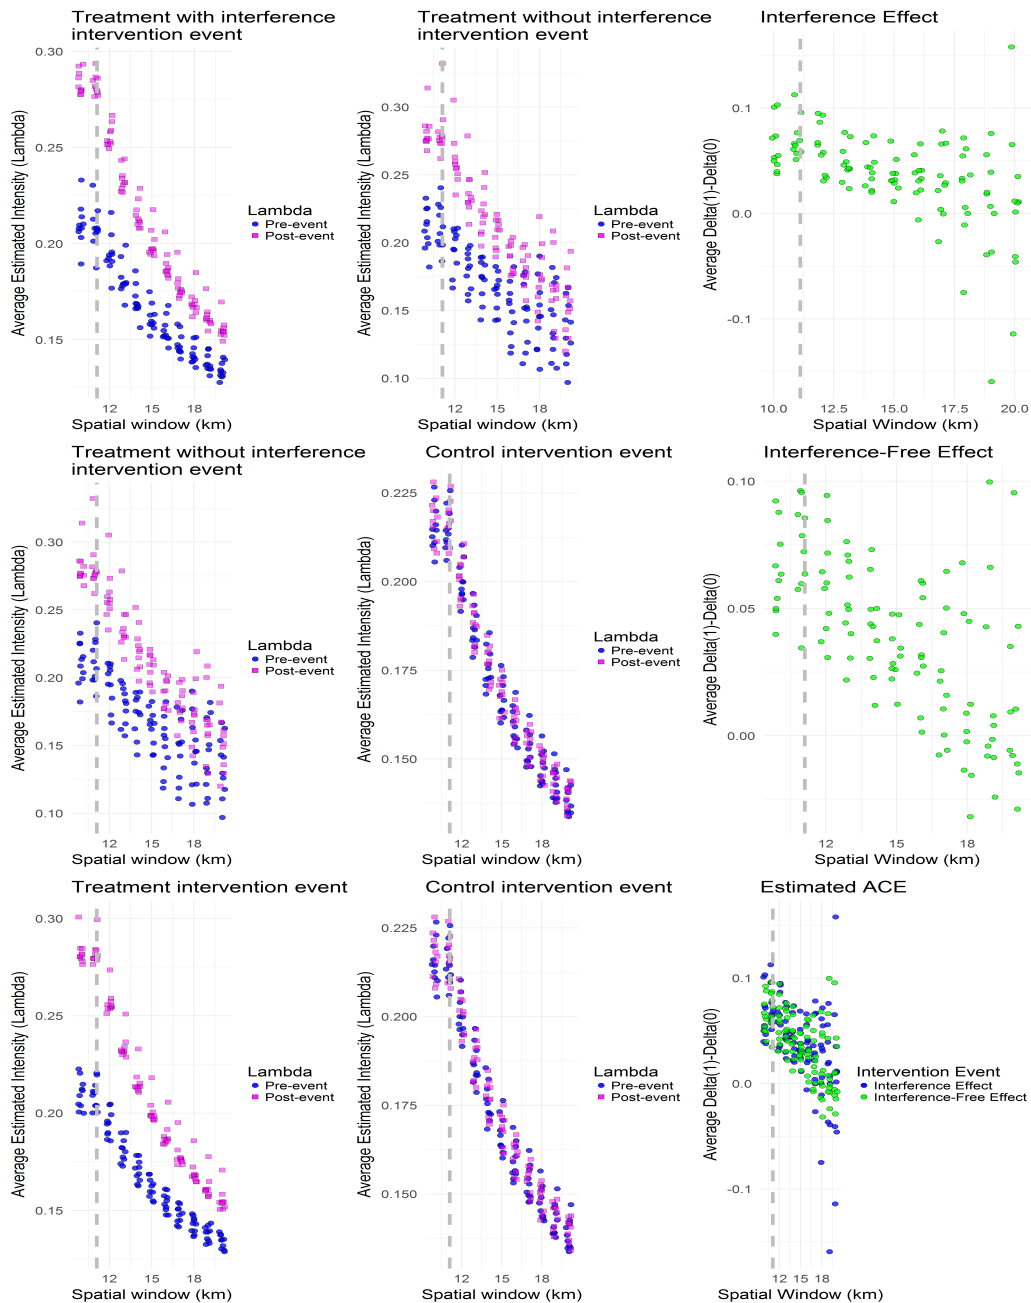 Treatment with interference
intervention event
0.30
0.25
0.20
0.15
12 15 18
Spatial window (km)
Average Estimated Intensity (Lambda)
Lambda
Pre-event
Post-event
Treatment without interference
intervention event
0.30
0.25
0.20
0.15
0.10
12 15 18
Spatial window (km)
Average Estimated Intensity (Lambda)
Lambda
Pre-event
Post-event
Interference Effect
0.1
0.0
-0.1
10.0 12.5 15.0 17.5 20.0
Spatial Window (km)
Average Delta(1)-Delta(0)
Treatment without interference
intervention event
0.30
0.25
0.20
0.15
0.10
12 15 18
Spatial window (km)
Average Estimated Intensity (Lambda)
Lambda
Pre-event
Post-event
Control intervention event
0.225
0.200
0.175
0.150
12 15 18
Spatial window (km)
Average Estimated Intensity (Lambda)
Lambda
Pre-event
Post-event
Interference-Free Effect
0.10
0.05
0.00
12 15 18
Spatial Window (km)
Average Delta(1)-Delta(0)
Treatment intervention event
0.30
0.25
0.20
0.15
12 15 18
Spatial window (km)
Average Estimated Intensity (Lambda)
Lambda
Pre-event
Post-event
Control intervention event
0.225
0.200
0.175
0.150
12 15 18
Spatial window (km)
Average Estimated Intensity (Lambda)
Lambda
Pre-event
Post-event
Estimated ACE
0.1
0.0
-0.1
12 15 18
Spatial Window (km)
Average Delta(1)-Delta(0)
Intervention Event
Interference Effect
Interference-Free Effect